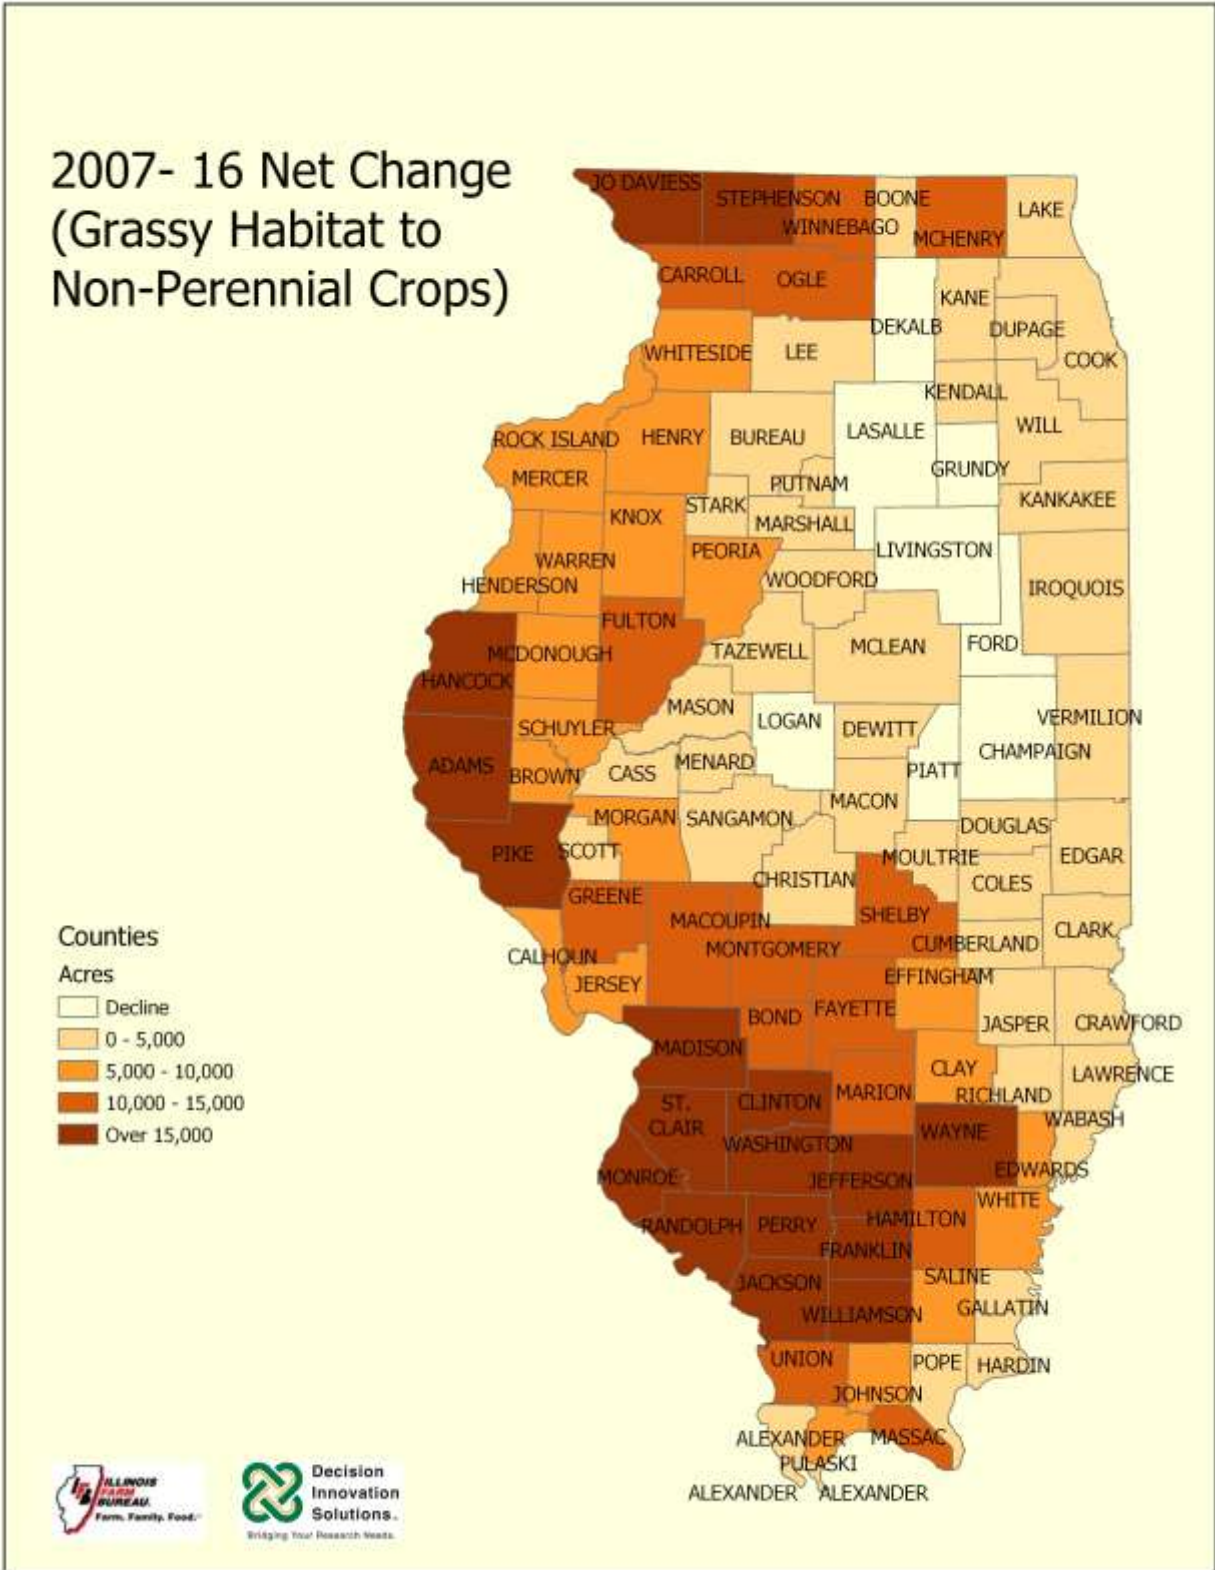 2007- 16 Net Change
(Grassy Habitat to
Non-Perennial Crops)
JO DAVIESS
STEPHENSON
BOONE
LAKE
WINNEBAGO
MCHENRY
CARROLL
OGLE
KANE
DEKALB
DUPAGE
WHITESIDE
LEE
COOK
KENDALL
ROCK ISLAND
HENRY
BUREAU
LASALLE
WILL
GRUNDY
MERCER
PUTNAM
KANKAKEE
STARK
KNOX
MARSHALL
PEORIA
LIVINGSTON
WARREN
HENDERSON
WOODFORD
IROQUOIS
FULTON
MCDONOUGH
TAZEWELL
MCLEAN
FORD
HANCOCK
MASON
LOGAN
VERMILION
SCHUYLER
DEWITT
CHAMPAIGN
ADAMS
BROWN
CASS
MENARD
PIATT
MACON
MORGAN
SANGAMON
DOUGLAS
PIKE
SCOTT
MOULTRIE
EDGAR
CHRISTIAN
COLES
GREENE
MACOUPIN
SHELBY
CLARK
MONTGOMERY
CUMBERLAND
CALHOUN
JERSEY
EFFINGHAM
FAYETTE
BOND
JASPER
CRAWFORD
MADISON
CLAY
LAWRENCE
MARION
RICHLAND
CLINTON
ST.
CLAIR
WABASH
WASHINGTON
WAYNE
MONROE
JEFFERSON
EDWARDS
WHITE
RANDOLPH
PERRY
HAMILTON
FRANKLIN
JACKSON
SALINE
WILLIAMSON
GALLATIN
UNION
POPE
HARDIN
JOHNSON
ALEXANDER
MASSAC
PULASKI
ALEXANDER
ALEXANDER
Counties
Acres
Decline
0 - 5,000
5,000 - 10,000
10,000 - 15,000
Over 15,000
ILLINOIS
FARM
BUREAU.
Farm. Family. Food.
Decision
Innovation
Solutions.
Bridging Your Research Needs.